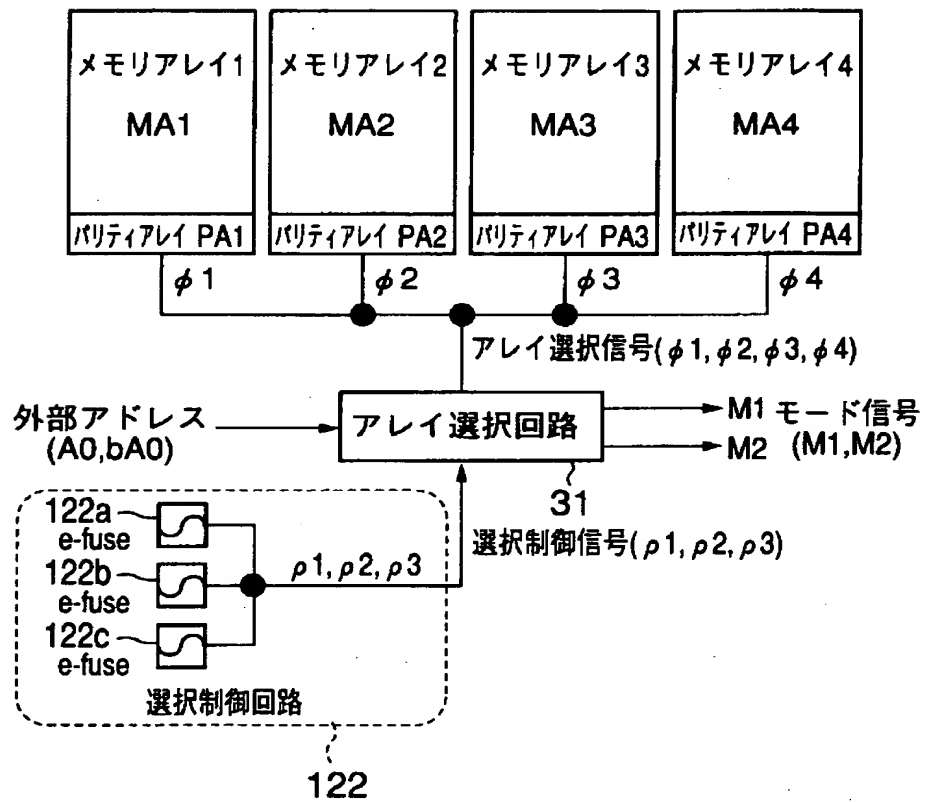 メモリアレイ1
MA1
パリティアレイ PA1
メモリアレイ2
MA2
パリティアレイ PA2
メモリアレイ3
MA3
パリティアレイ PA3
メモリアレイ4
MA4
パリティアレイ PA4
φ1
φ2
φ3
φ4
アレイ選択信号(φ1,φ2,φ3,φ4)
外部アドレス
(A0,bA0)
アレイ選択回路
M1 モード信号
M2 (M1,M2)
31
選択制御信号(ρ1,ρ2,ρ3)
122a
e-fuse
122b
e-fuse
122c
e-fuse
ρ1,ρ2,ρ3
選択制御回路
122